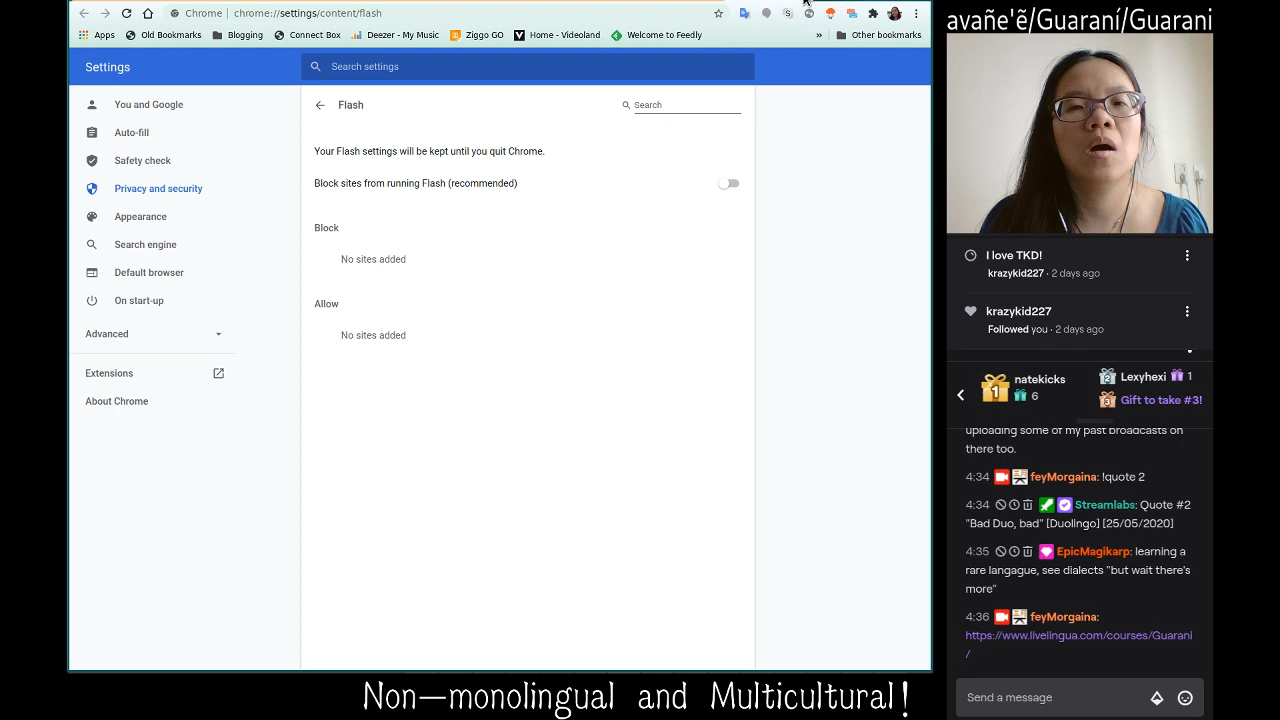 Chrome | chrome://settings/content/flash
Apps Old Bookmarks Blogging Connect Box Deezer - My Music Ziggo GO Home - Videoland Welcome to Feedly » Other bookmarks
Settings
Search settings
You and Google
Auto-fill
Safety check
Privacy and security
Appearance
Search engine
Default browser
On start-up
Advanced
Extensions
About Chrome
Flash
Search
Your Flash settings will be kept until you quit Chrome.
Block sites from running Flash (recommended)
Block
No sites added
Allow
No sites added
avañe'ẽ/Guaraní/Guarani
I love TKD!
krazykid227 · 2 days ago
krazykid227
Followed you · 2 days ago
natekicks
6
Lexyhexi 1
Gift to take #3!
uploading some of my past broadcasts on
there too.
4:34 feyMorgaina: !quote 2
4:34 Streamlabs: Quote #2
"Bad Duo, bad" [Duolingo] [25/05/2020]
4:35 EpicMagikarp: learning a
rare langague, see dialects "but wait there's
more"
4:36 feyMorgaina:
https://www.livelingua.com/courses/Guarani
/
Send a message
Non-monolingual and Multicultural!